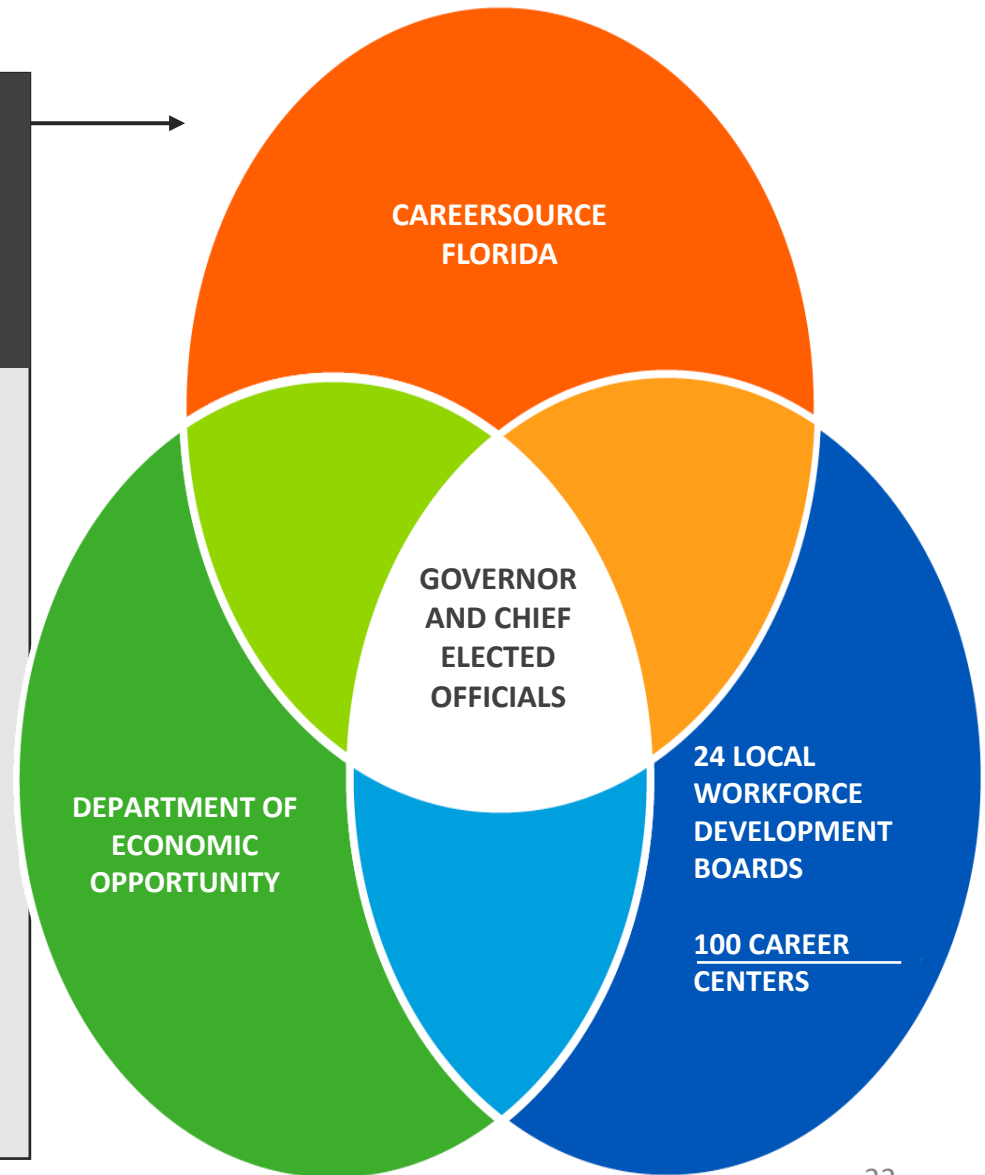 CAREERSOURCE
FLORIDA
GOVERNOR
AND CHIEF
ELECTED
OFFICIALS
24 LOCAL
WORKFORCE
DEVELOPMENT
BOARDS
100 CAREER
CENTERS
DEPARTMENT OF
ECONOMIC
OPPORTUNITY